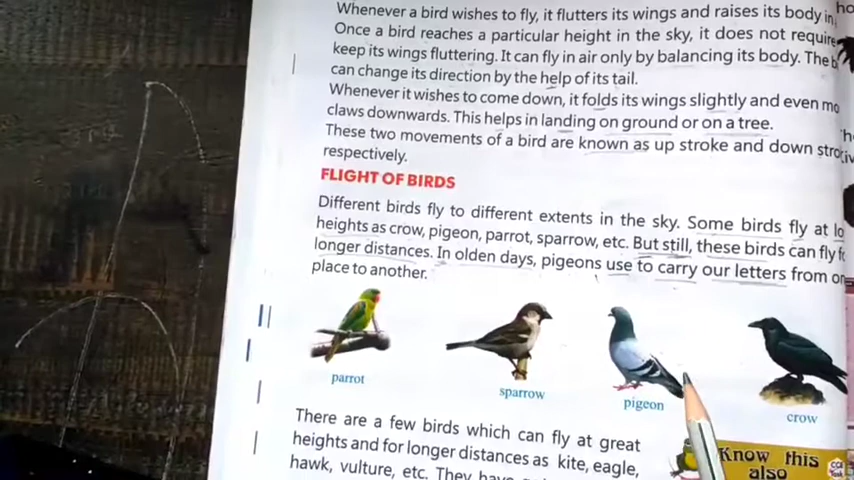 Whenever a bird wishes to fly, it flutters its wings and raises its body in
Once a bird reaches a particular height in the sky, it does not require
keep its wings fluttering. It can fly in air only by balancing its body. The
can change its direction by the help of its tail.
Whenever it wishes to come down, it folds its wings slightly and even
claws downwards. This helps in landing on ground or on a tree.
These two movements of a bird are known as up stroke and down
respectively.
FLIGHT OF BIRDS
Different birds fly to different extents in the sky. Some birds fly at
heights as crow, pigeon, parrot, sparrow, etc. But still, these birds can fly
longer distances. In olden days, pigeons use to carry our letters from
place to another.
parrot
sparrow
pigeon
crow
There are a few birds which can fly at great
heights and for longer distances as kite, eagle,
hawk, vulture, etc. They
Know this
also